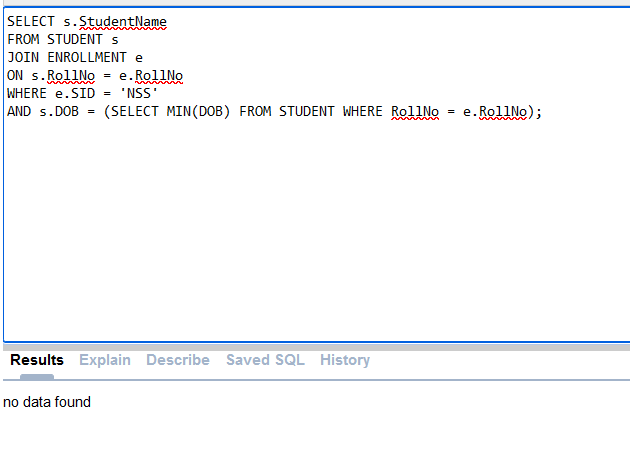 SELECT s.StudentName
FROM STUDENT s
JOIN ENROLLMENT e
ON s.RollNo = e.RollNo
WHERE e.SID = 'NSS'
AND s.DOB = (SELECT MIN(DOB) FROM STUDENT WHERE RollNo = e.RollNo);
Results Explain Describe Saved SQL History
no data found